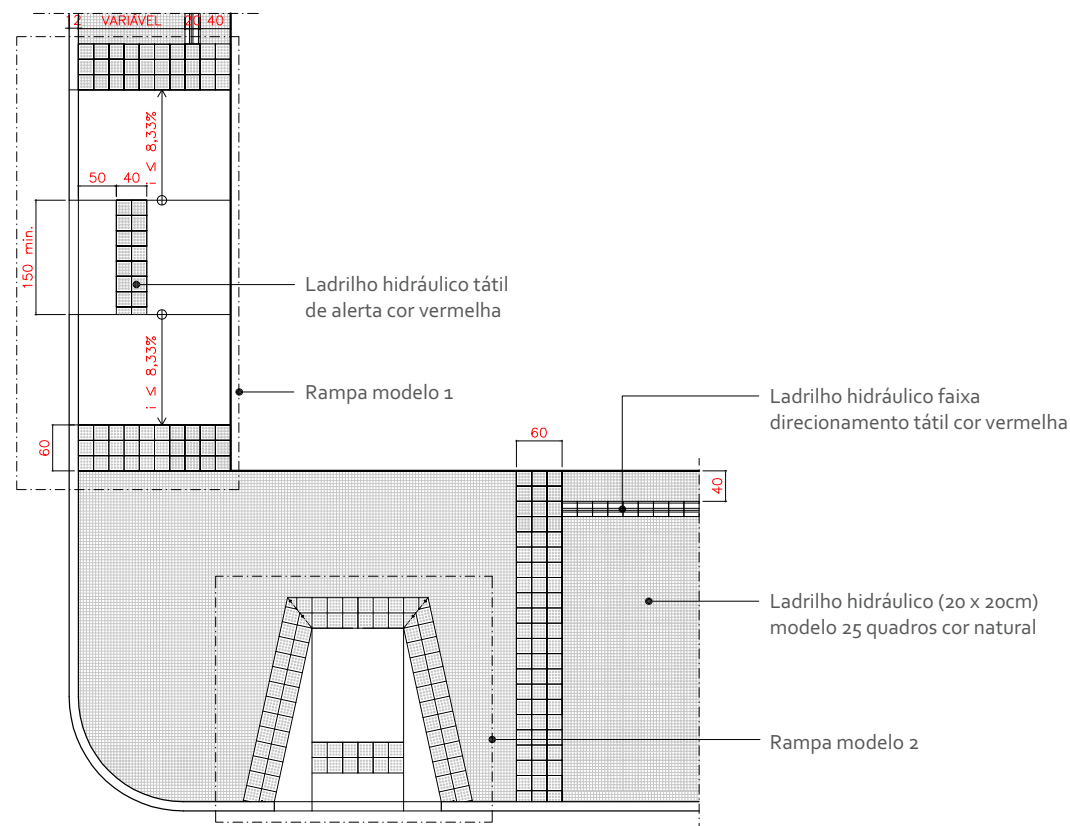 12 VARIÁVEL 20 40
i ≤ 8,33%
50 40
150 min.
Ladrilho hidráulico tátil
de alerta cor vermelha
i ≤ 8,33%
Rampa modelo 1
60
60
Ladrilho hidráulico faixa
direcionamento tátil cor vermelha
40
Ladrilho hidráulico (20 x 20cm)
modelo 25 quadros cor natural
Rampa modelo 2